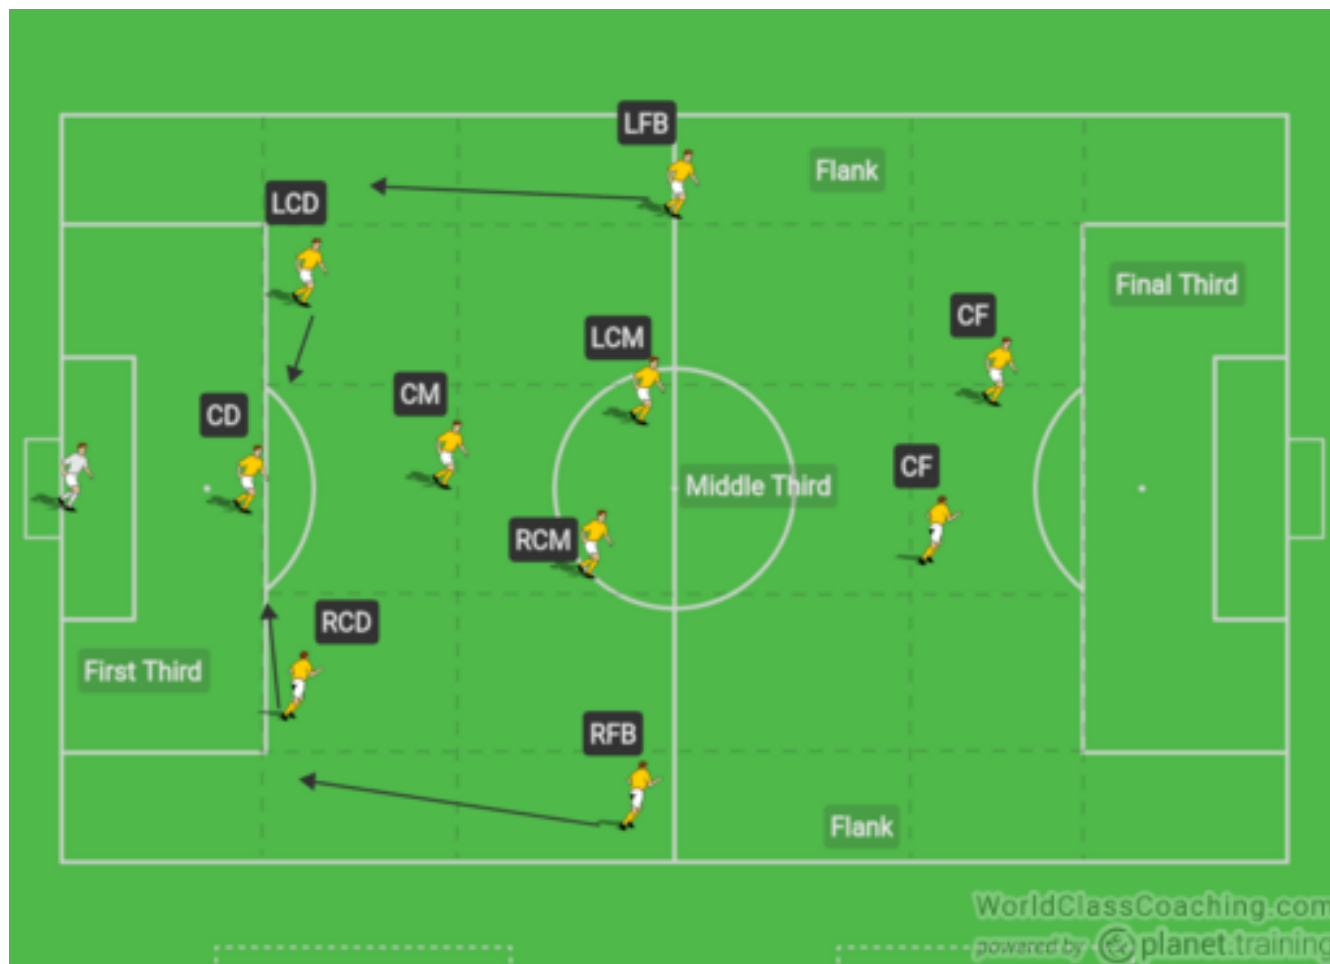 LFB
Flank
LCD
Final Third
CF
LCM
CM
CD
CF
Middle Third
RCM
RCD
First Third
RFB
Flank
WorldClassCoaching.com
powered by planet.training